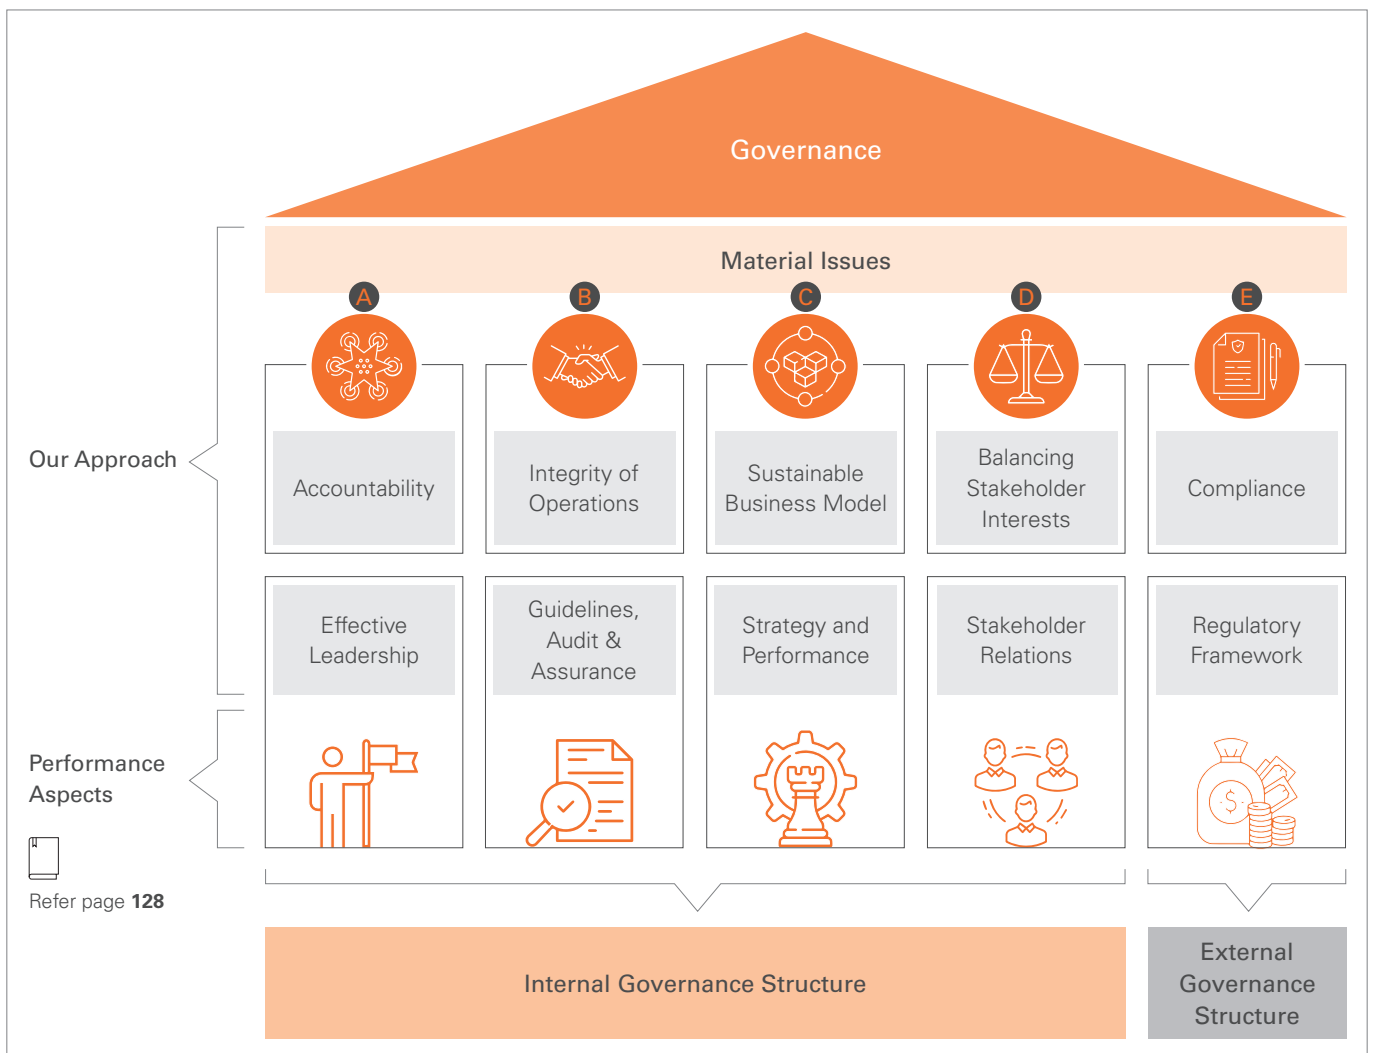 Governance
Material Issues
A
B
C
D
E
Our Approach
Accountability
Integrity of
Operations
Sustainable
Business Model
Balancing
Stakeholder
Interests
Compliance
Effective
Leadership
Guidelines,
Audit &
Assurance
Strategy and
Performance
Stakeholder
Relations
Regulatory
Framework
Performance
Aspects
$
Refer page 128
Internal Governance Structure
External
Governance
Structure